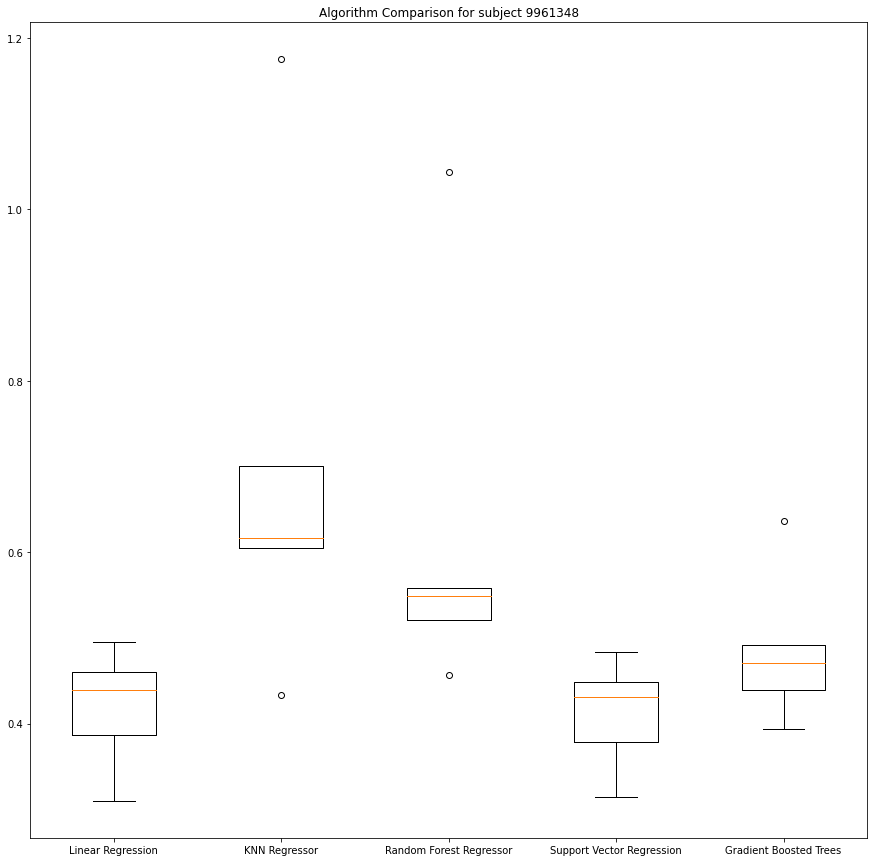 Algorithm Comparison for subject 9961348
1.2
1.0
0.8
0.6
0.4
Linear Regression
KNN Regressor
Random Forest Regressor
Support Vector Regression
Gradient Boosted Trees